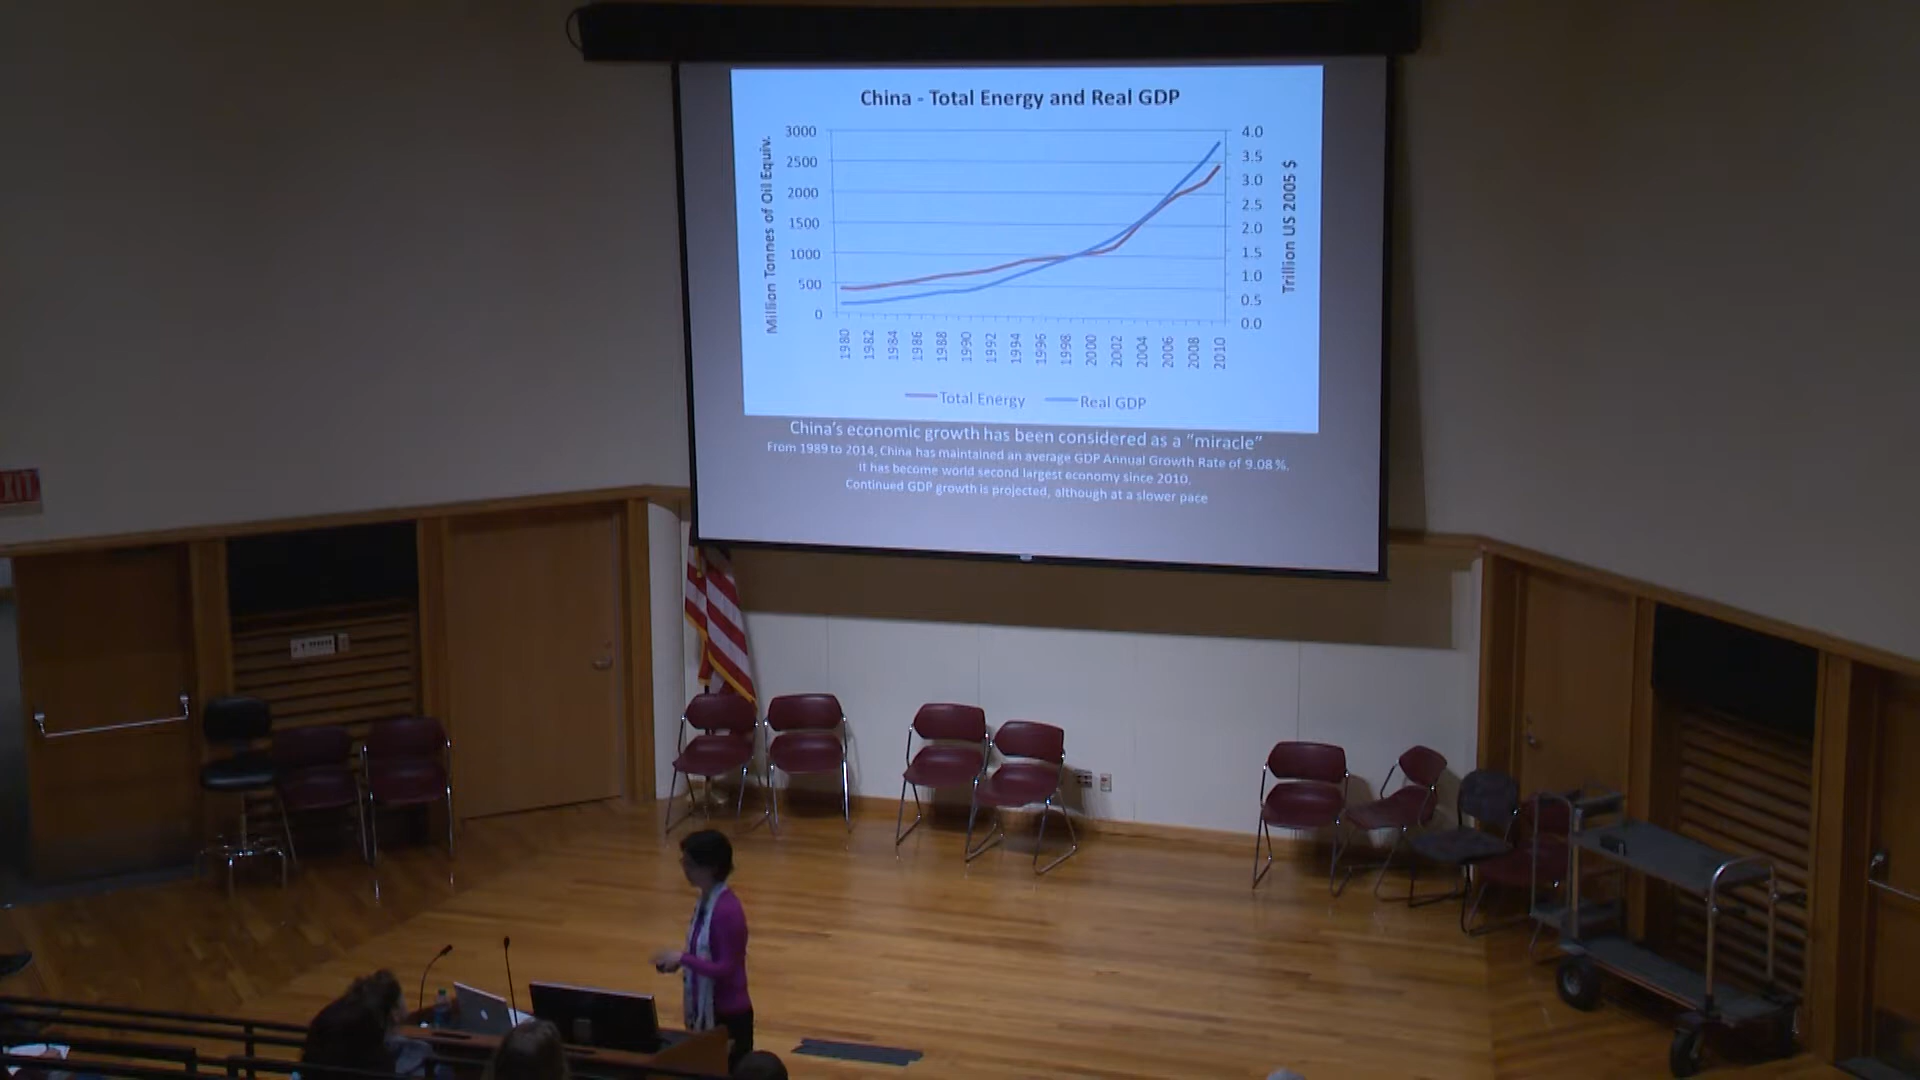 China - Total Energy and Real GDP
Million Tonnes of Oil Equiv.
3000
2500
2000
1500
1000
500
0
4.0
3.5
3.0
2.5
2.0
1.5
1.0
0.5
0.0
Trillion US 2005 $
1980 1982 1984 1986 1988 1990 1992 1994 1996 1998 2000 2002 2004 2006 2008 2010
Total Energy Real GDP
China's economic growth has been considered as a "miracle"
From 1989 to 2014, China has maintained an average GDP Annual Growth Rate of 9.08 %.
It has become world second largest economy since 2010.
Continued GDP growth is projected, although at a slower pace
EXIT